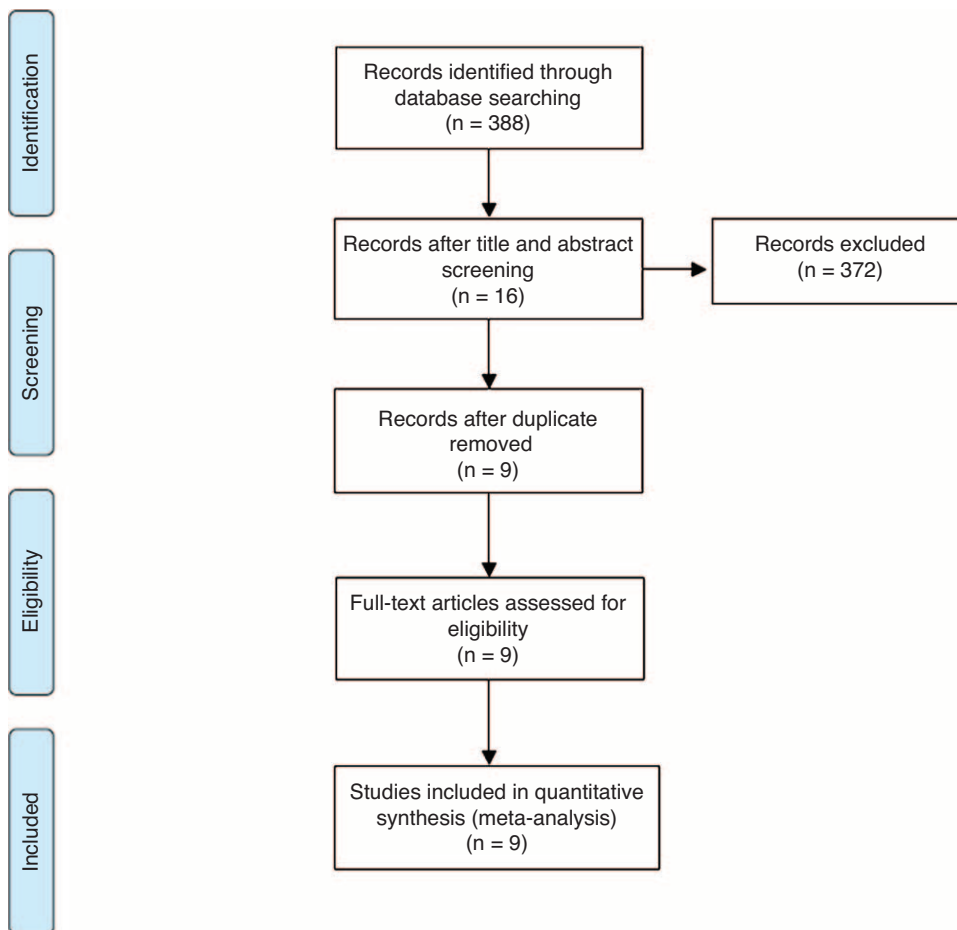 Identification
Records identified through
database searching
(n = 388)
Records after title and abstract
screening
(n = 16)
Records excluded
(n = 372)
Screening
Records after duplicate
removed
(n = 9)
Eligibility
Full-text articles assessed for
eligibility
(n = 9)
Included
Studies included in quantitative
synthesis (meta-analysis)
(n = 9)